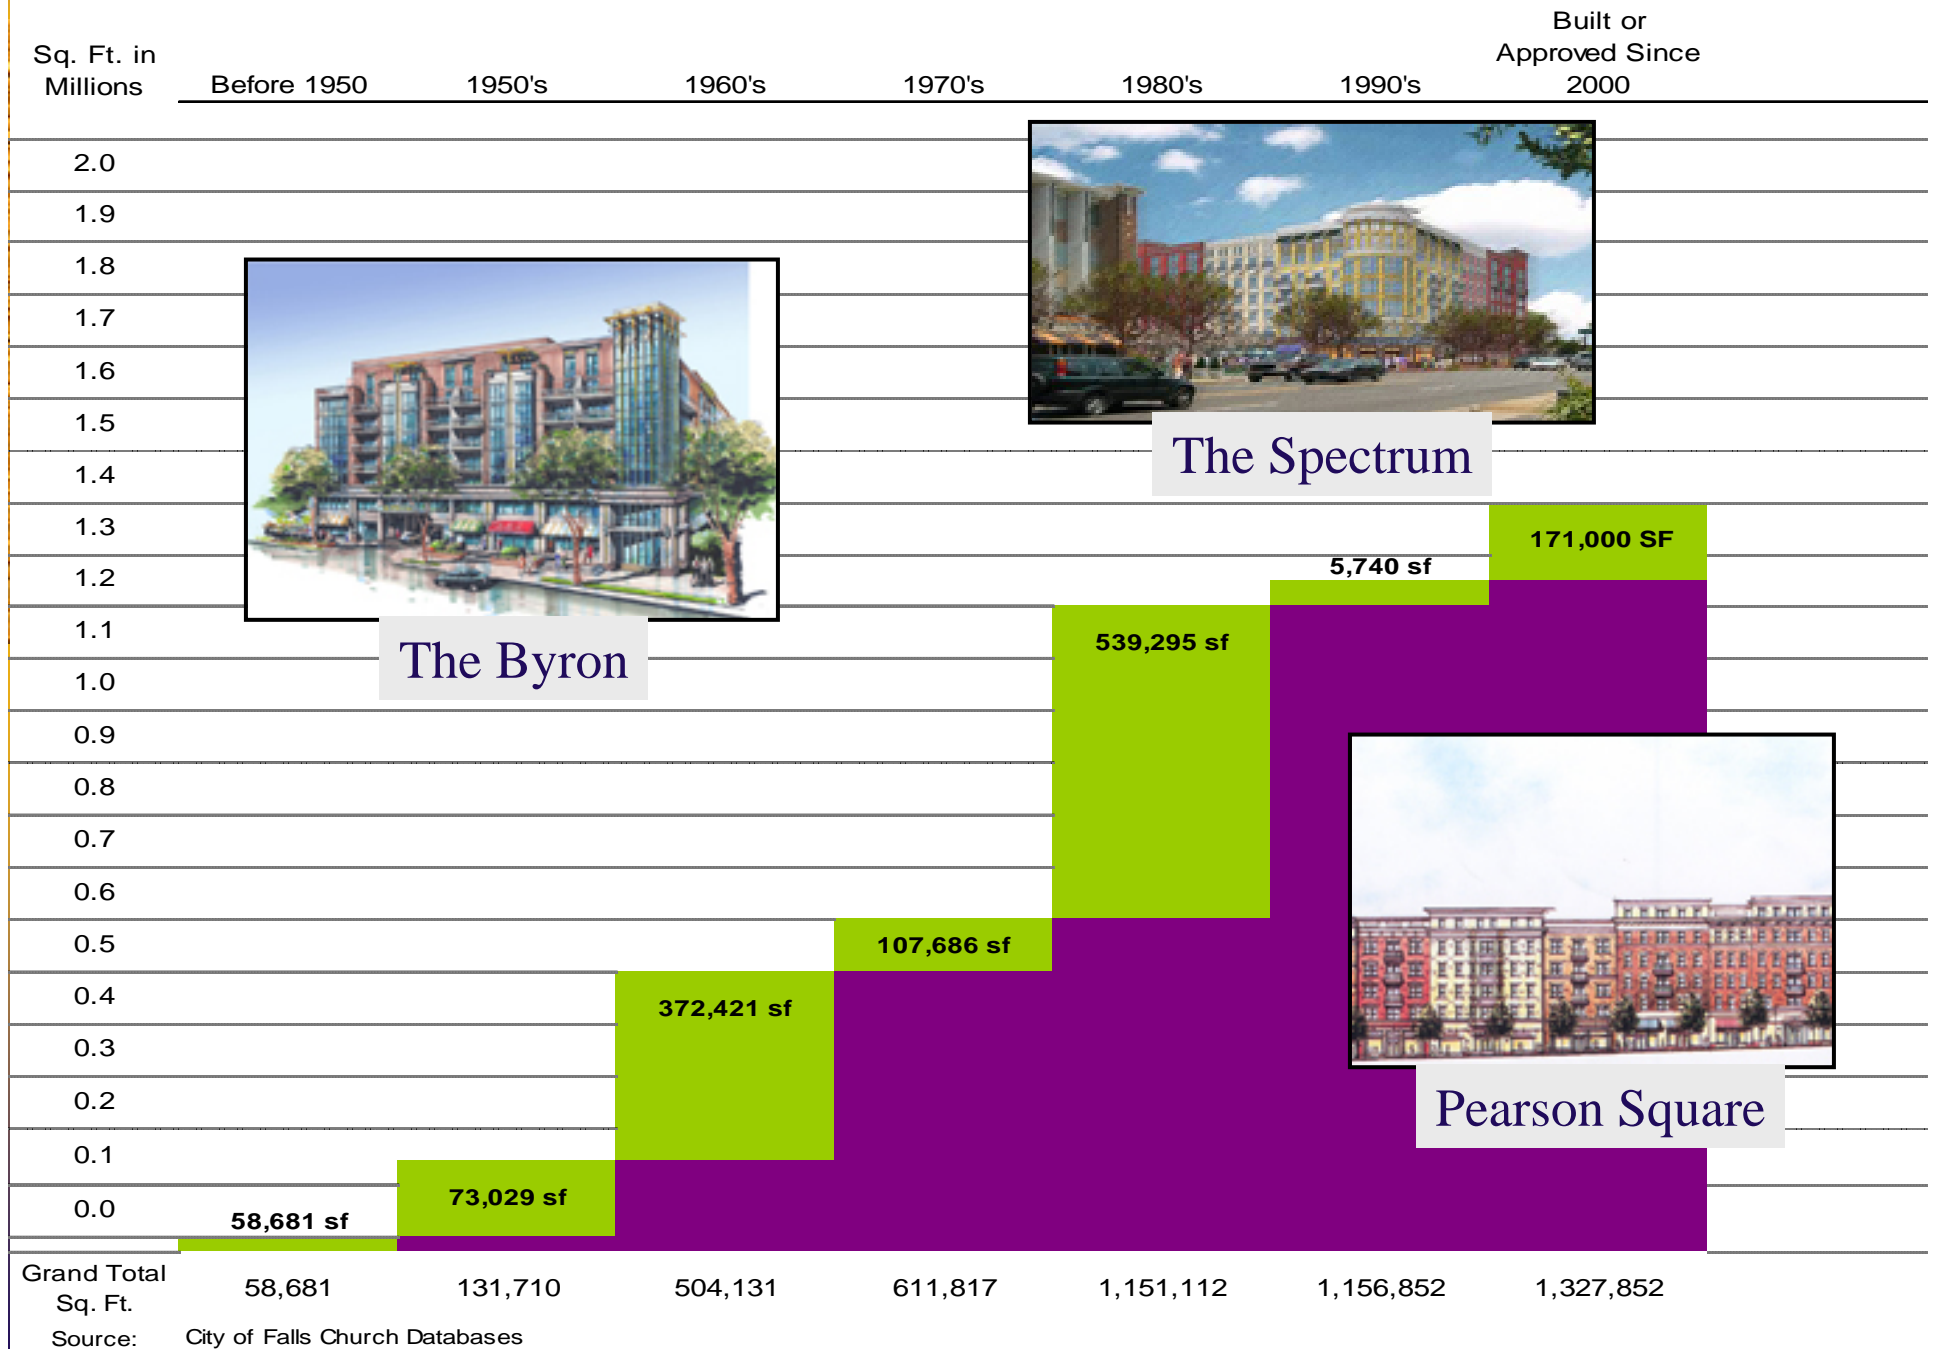 Built or
Sq. Ft. in Approved Since
Millions Before 1950 1950's 1960's 1970's 1980's 1990's 2000
2.0
1.9
1.8
1.7
1.6
1.5
The Spectrum
1.4
1.3 171,000 SF
5,740 sf
1.2
1.1 539,295 sf
The Byron
1.0
0.9
0.8
0.7
0.6
0.5 107,686 sf
0.4 372,421 sf
0.3
0.2
Pearson Square
0.1
0.0 73,029 sf
58,681 sf
Grand Total 58,681 131,710 504,131 611,817 1,151,112 1,156,852 1,327,852
Sq. Ft.
Source: City of Falls Church Databases